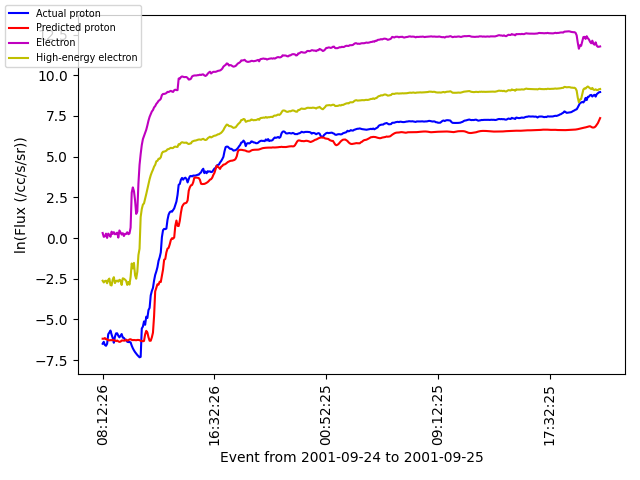 Actual proton
Predicted proton
Electron
High-energy electron
12.5
10.0
7.5
5.0
2.5
0.0
−2.5
−5.0
−7.5
ln(Flux (/cc/s/sr))
08:12:26
16:32:26
00:52:25
09:12:25
17:32:25
Event from 2001-09-24 to 2001-09-25